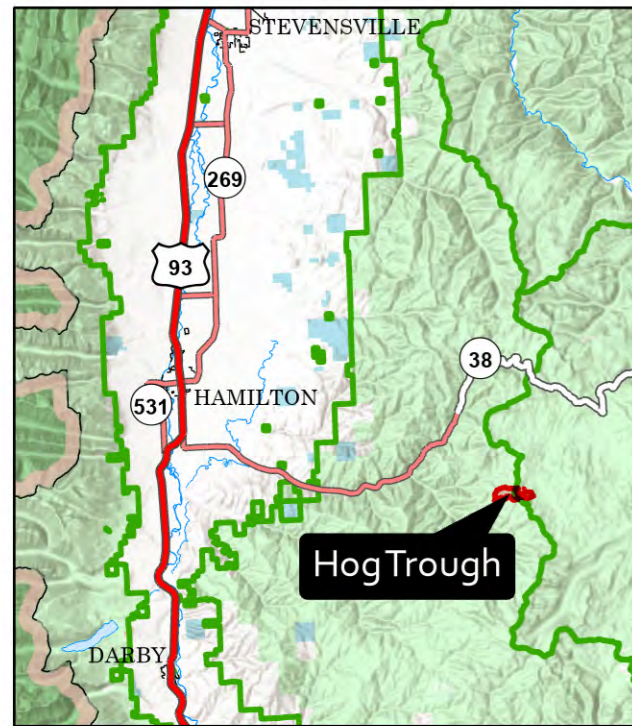 STEVENSVILLE
269
93
38
531
HAMILTON
Hog Trough
DARBY